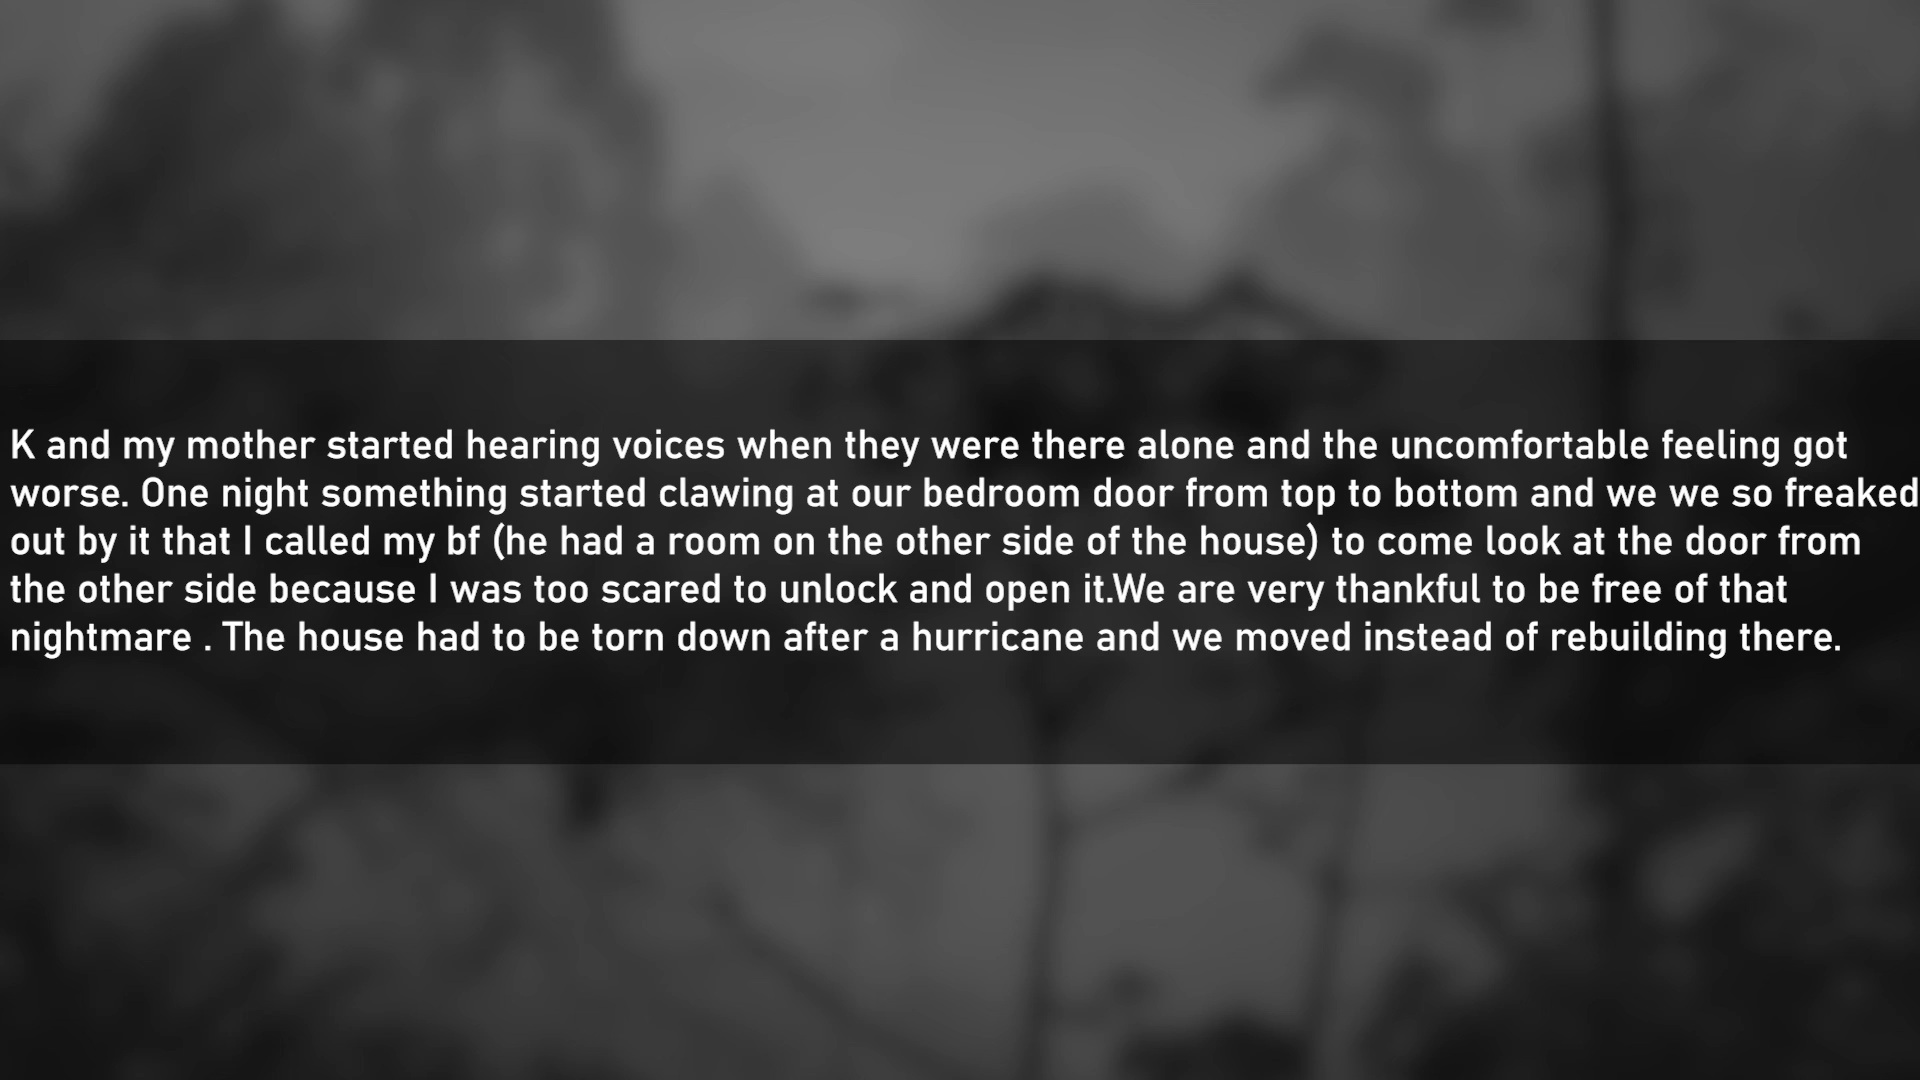 K and my mother started hearing voices when they were there alone and the uncomfortable feeling got
worse. One night something started clawing at our bedroom door from top to bottom and we we so freaked
out by it that I called my bf (he had a room on the other side of the house) to come look at the door from
the other side because I was too scared to unlock and open it.We are very thankful to be free of that
nightmare . The house had to be torn down after a hurricane and we moved instead of rebuilding there.